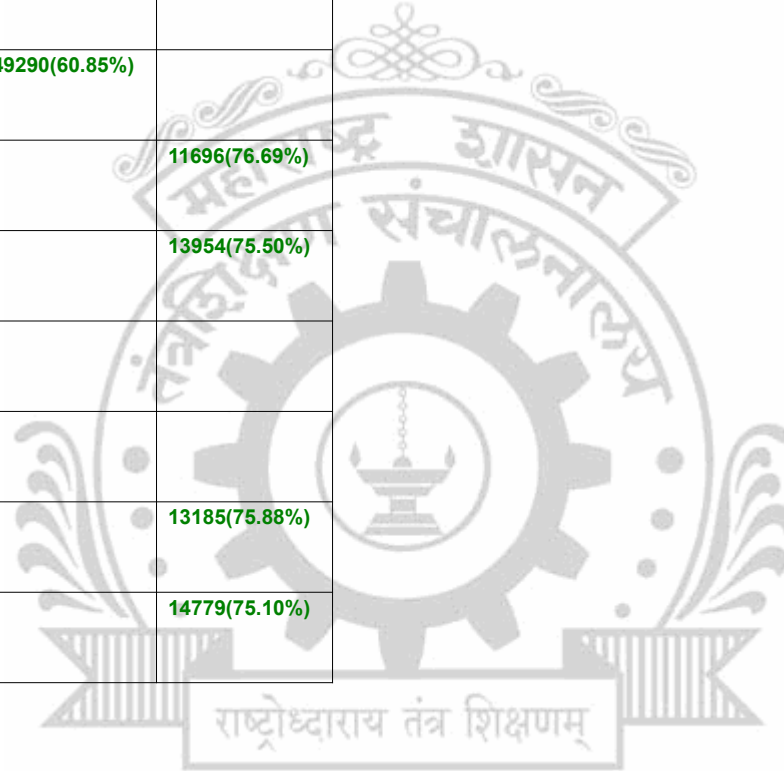 49290(60.85%)
11696(76.69%)
महाराष्ट्र शासन
तंत्रशिक्षण संचालनालय
13954(75.50%)
13185(75.88%)
14779(75.10%)
राष्ट्रोध्दाराय तंत्र शिक्षणम्